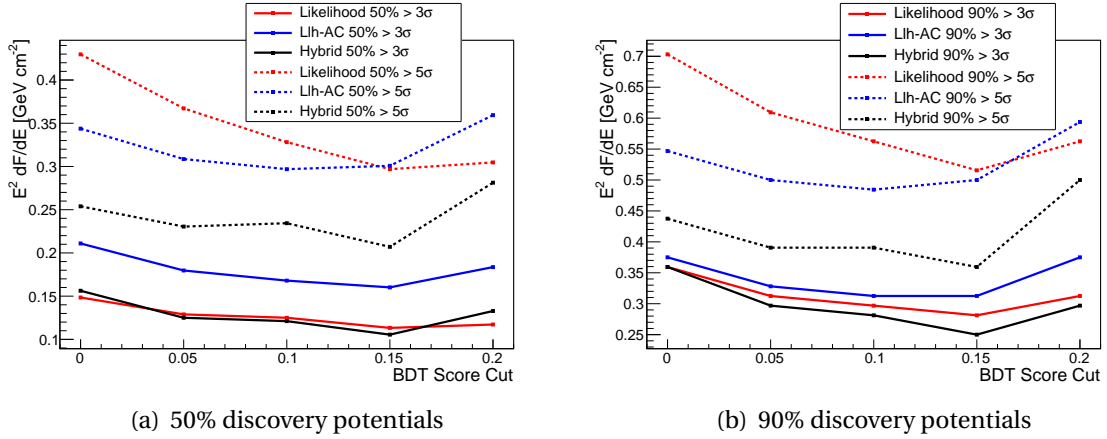 Likelihood 50% > 3σ
Llh-AC 50% > 3σ
Hybrid 50% > 3σ
Likelihood 50% > 5σ
Llh-AC 50% > 5σ
Hybrid 50% > 5σ
E² dF/dE [GeV cm⁻²]
0.4
0.35
0.3
0.25
0.2
0.15
0.1
0 0.05 0.1 0.15 0.2
BDT Score Cut
(a) 50% discovery potentials
Likelihood 90% > 3σ
Llh-AC 90% > 3σ
Hybrid 90% > 3σ
Likelihood 90% > 5σ
Llh-AC 90% > 5σ
Hybrid 90% > 5σ
E² dF/dE [GeV cm⁻²]
0.7
0.65
0.6
0.55
0.5
0.45
0.4
0.35
0.3
0.25
0 0.05 0.1 0.15 0.2
BDT Score Cut
(b) 90% discovery potentials